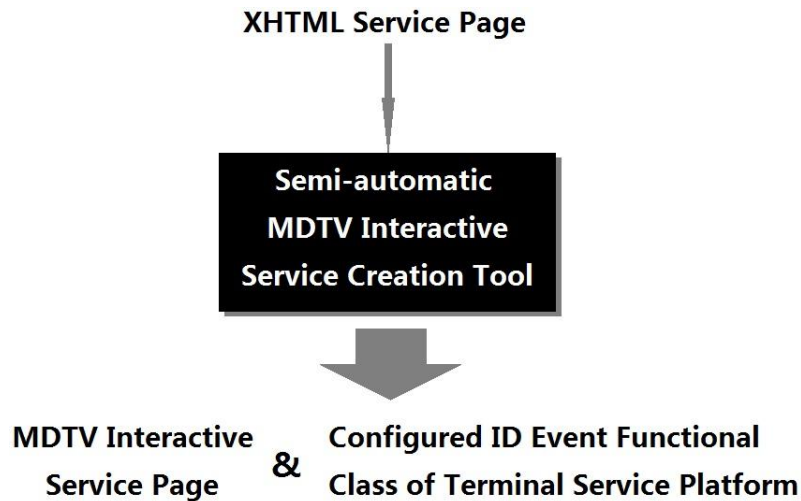 XHTML Service Page
Semi-automatic
MDTV Interactive
Service Creation Tool
MDTV Interactive
Service Page
&
Configured ID Event Functional
Class of Terminal Service Platform